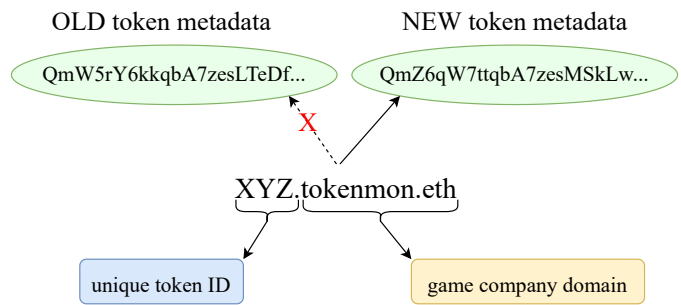 OLD token metadata
NEW token metadata
QmW5rY6kkqbA7zesLTeDf...
QmZ6qW7ttqbA7zesMSkLw...
X
XYZ.tokenmon.eth
unique token ID
game company domain